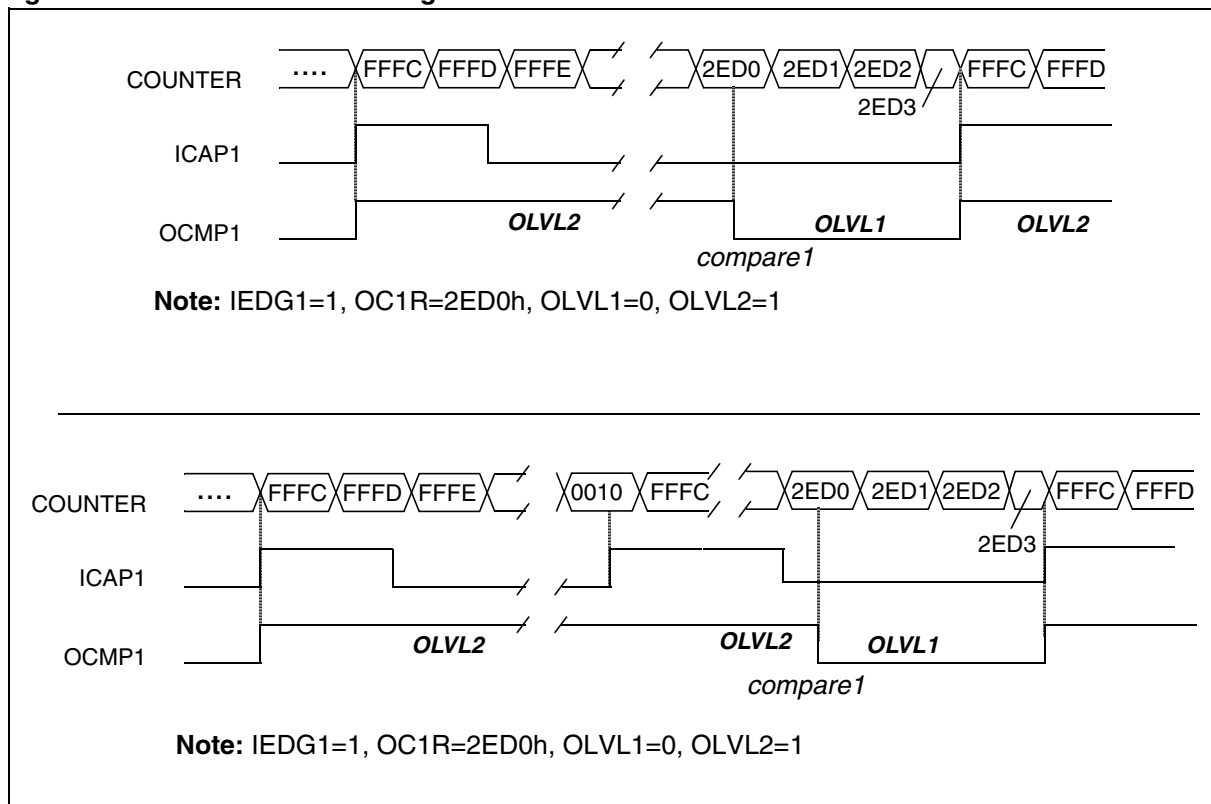 COUNTER .... FFFC FFFD FFFE 2ED0 2ED1 2ED2 FFFC FFFD
2ED3
ICAP1
OCMP1 OLVL2 OLVL1 OLVL2
compare1
Note: IEDG1=1, OC1R=2ED0h, OLVL1=0, OLVL2=1
COUNTER .... FFFC FFFD FFFE 0010 FFFC 2ED0 2ED1 2ED2 FFFC FFFD
2ED3
ICAP1
OCMP1 OLVL2 OLVL2 OLVL1
compare1
Note: IEDG1=1, OC1R=2ED0h, OLVL1=0, OLVL2=1